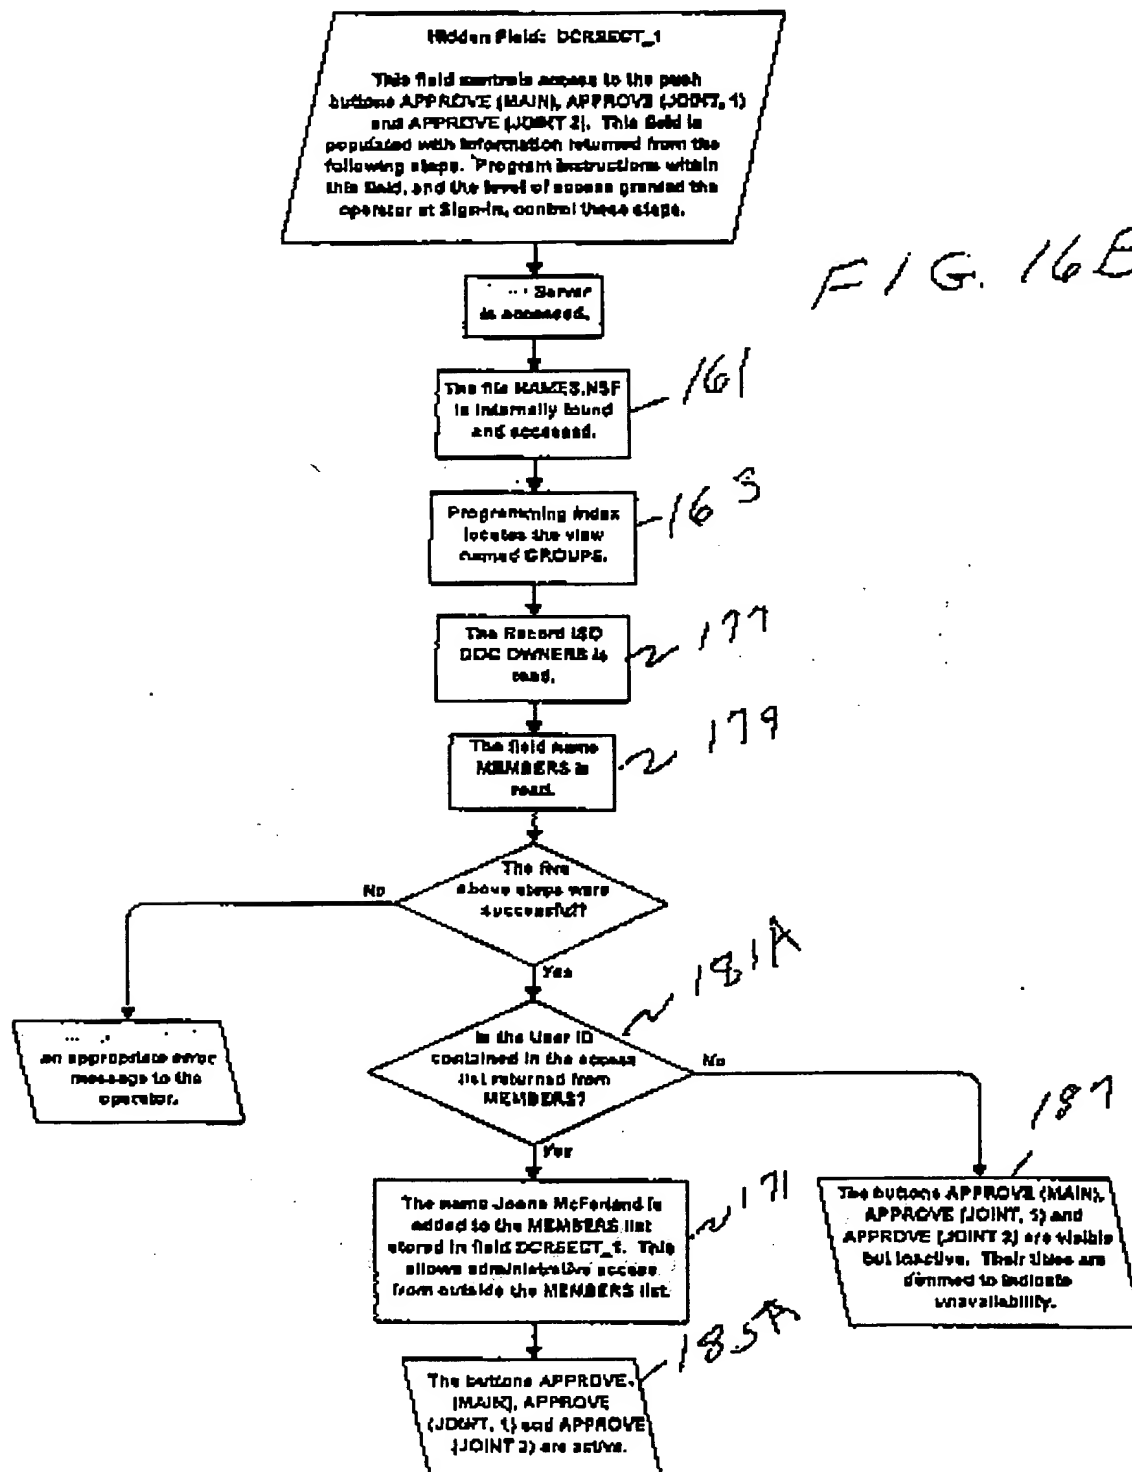 Hidden Field: DCRSECT_1
This field controls access to the push
buttons APPROVE (MAIN), APPROVE (JOINT, 1)
and APPROVE (JOINT 2). This field is
populated with information returned from the
following steps. Program instructions within
this field, and the level of access granted the
operator at Sign-in, control these steps.
FIG. 16B
Server
is accessed.
The file NAMES.NSF
is internally found
and accessed.
161
Programming index
locates the view
named GROUPS.
163
The Record ISD
DOC OWNERS is
read.
177
The field name
MEMBERS is
read.
179
The five
above steps were
successful?
No
Yes
181A
an appropriate error
message to the
operator.
Is the User ID
contained in the access
list returned from
MEMBERS?
No
Yes
187
The name Joann McFarland is
added to the MEMBERS list
stored in field DCRSECT_1. This
allows administrative access
from outside the MEMBERS list.
171
The buttons APPROVE (MAIN),
APPROVE (JOINT, 1) and
APPROVE (JOINT 2) are visible
but inactive. Their titles are
dimmed to indicate
unavailability.
185A
The buttons APPROVE
(MAIN), APPROVE
(JOINT, 1) and APPROVE
(JOINT 2) are active.